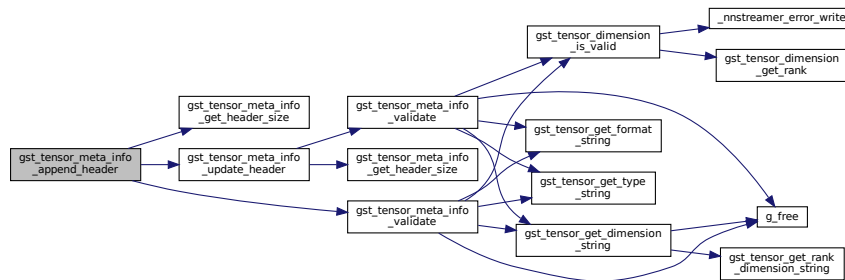 gst_tensor_meta_info
_append_header
gst_tensor_meta_info
_get_header_size
gst_tensor_meta_info
_update_header
gst_tensor_meta_info
_validate
gst_tensor_meta_info
_get_header_size
gst_tensor_meta_info
_validate
gst_tensor_dimension
_is_valid
gst_tensor_get_format
_string
gst_tensor_get_type
_string
gst_tensor_get_dimension
_string
_nnstreamer_error_write
gst_tensor_dimension
_get_rank
g_free
gst_tensor_get_rank
_dimension_string